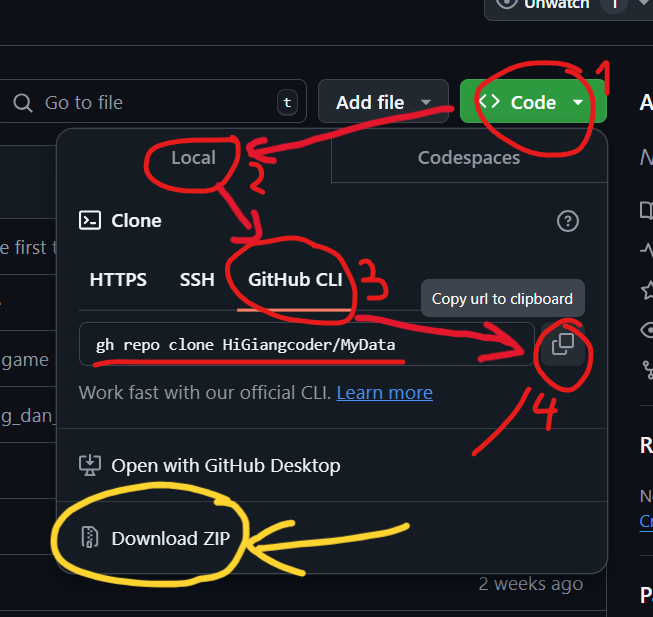 Unwatch 1
Go to file t Add file Code 1
A
Local 2 Codespaces
Clone
e first t
HTTPS SSH GitHub CLI 3
Copy url to clipboard
gh repo clone HiGiangcoder/MyData
game
Work fast with our official CLI. Learn more
4
g_dan_
R
Open with GitHub Desktop
N
Cr
Download ZIP
2 weeks ago
P